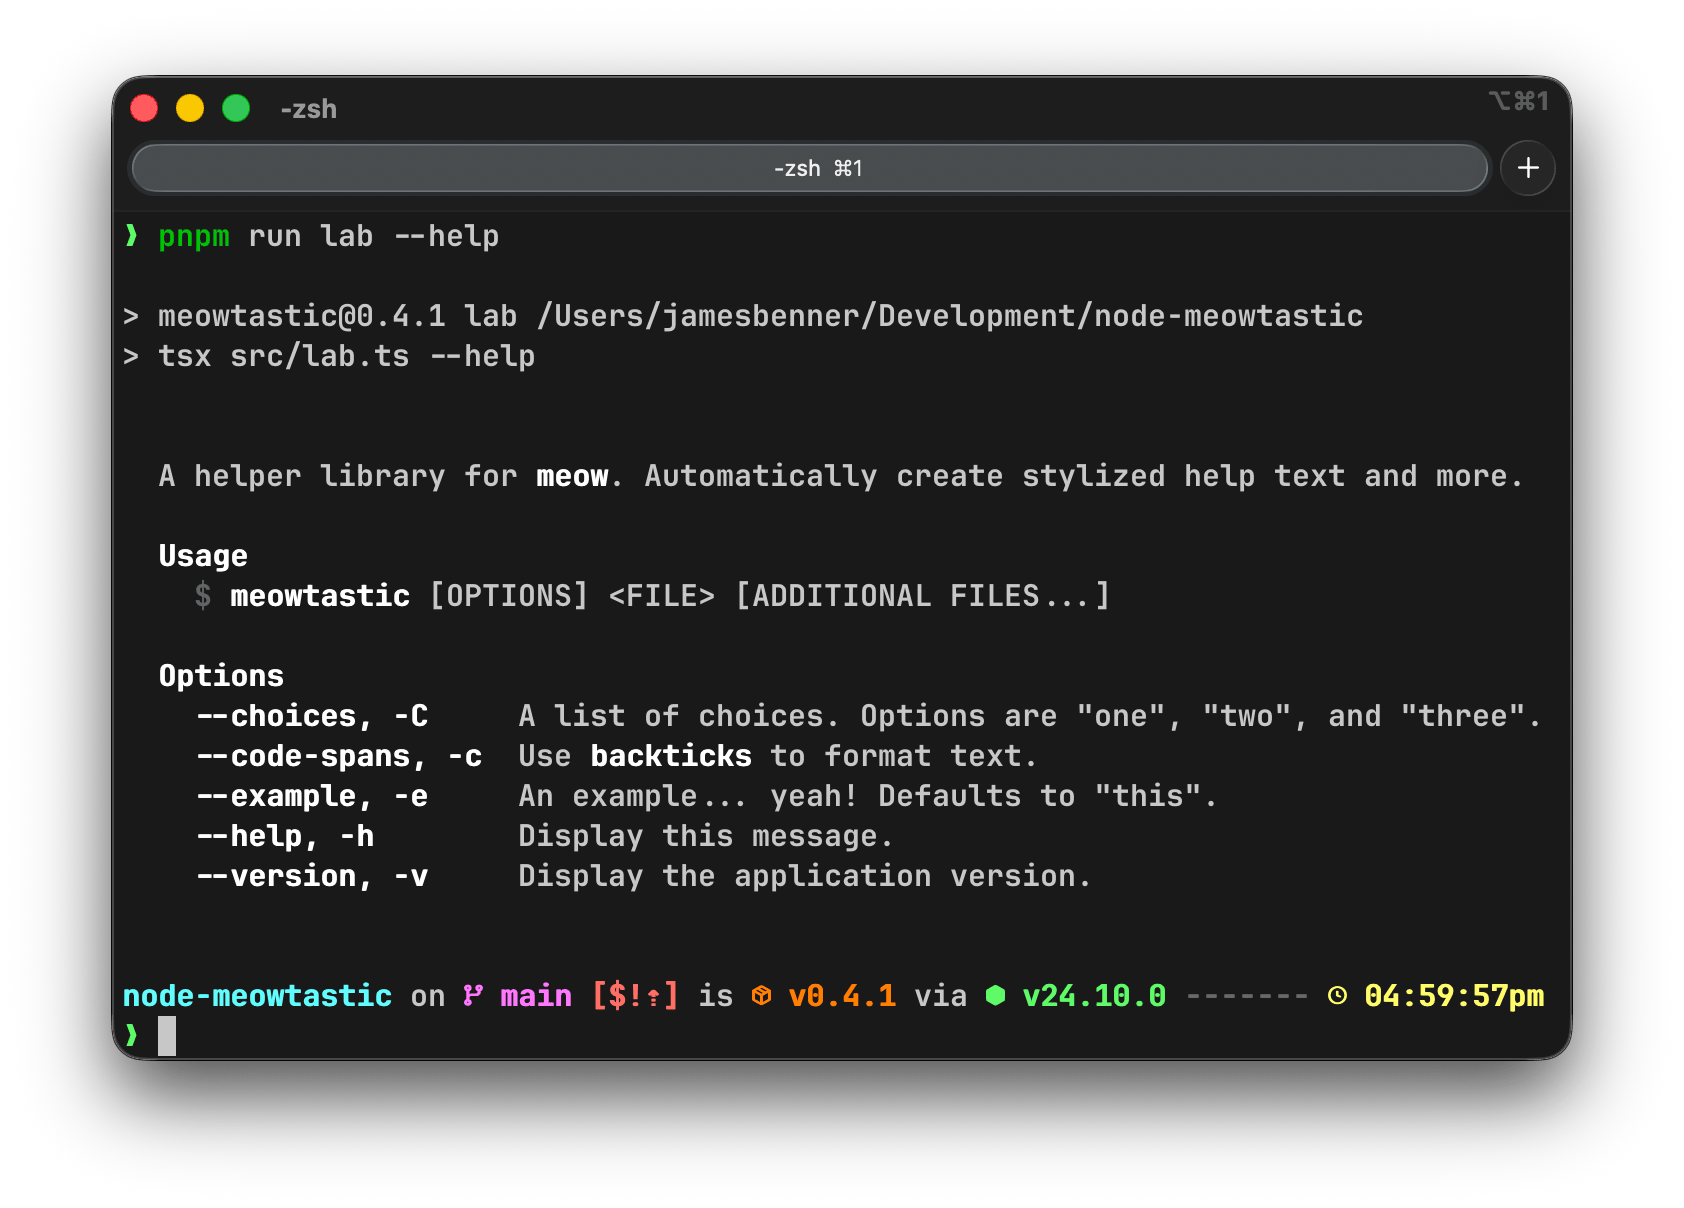 -zsh
⌥⌘1
-zsh ⌘1
❱ pnpm run lab --help
> meowtastic@0.4.1 lab /Users/jamesbenner/Development/node-meowtastic
> tsx src/lab.ts --help
A helper library for meow. Automatically create stylized help text and more.
Usage
$ meowtastic [OPTIONS] <FILE> [ADDITIONAL FILES...]
Options
--choices, -C A list of choices. Options are "one", "two", and "three".
--code-spans, -c Use backticks to format text.
--example, -e An example... yeah! Defaults to "this".
--help, -h Display this message.
--version, -v Display the application version.
node-meowtastic on main [$!⇡] is v0.4.1 via v24.10.0 ------- 04:59:57pm
❱